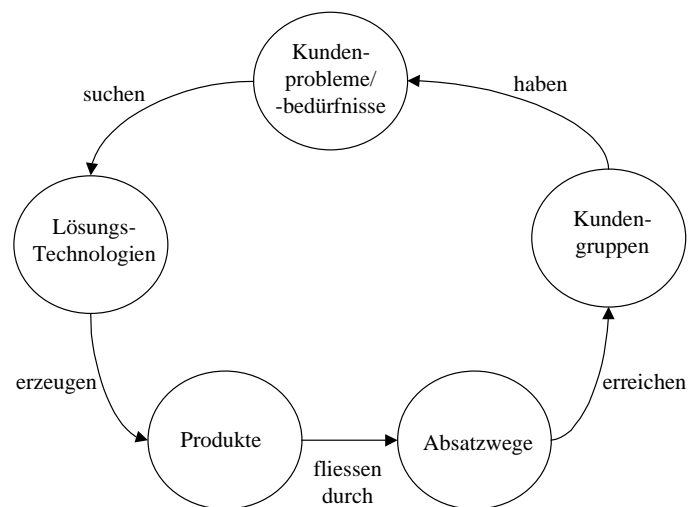 Kunden-
probleme/
-bedürfnisse
suchen
haben
Lösungs-
Technologien
Kunden-
gruppen
erzeugen
erreichen
Produkte
Absatzwege
fliessen
durch